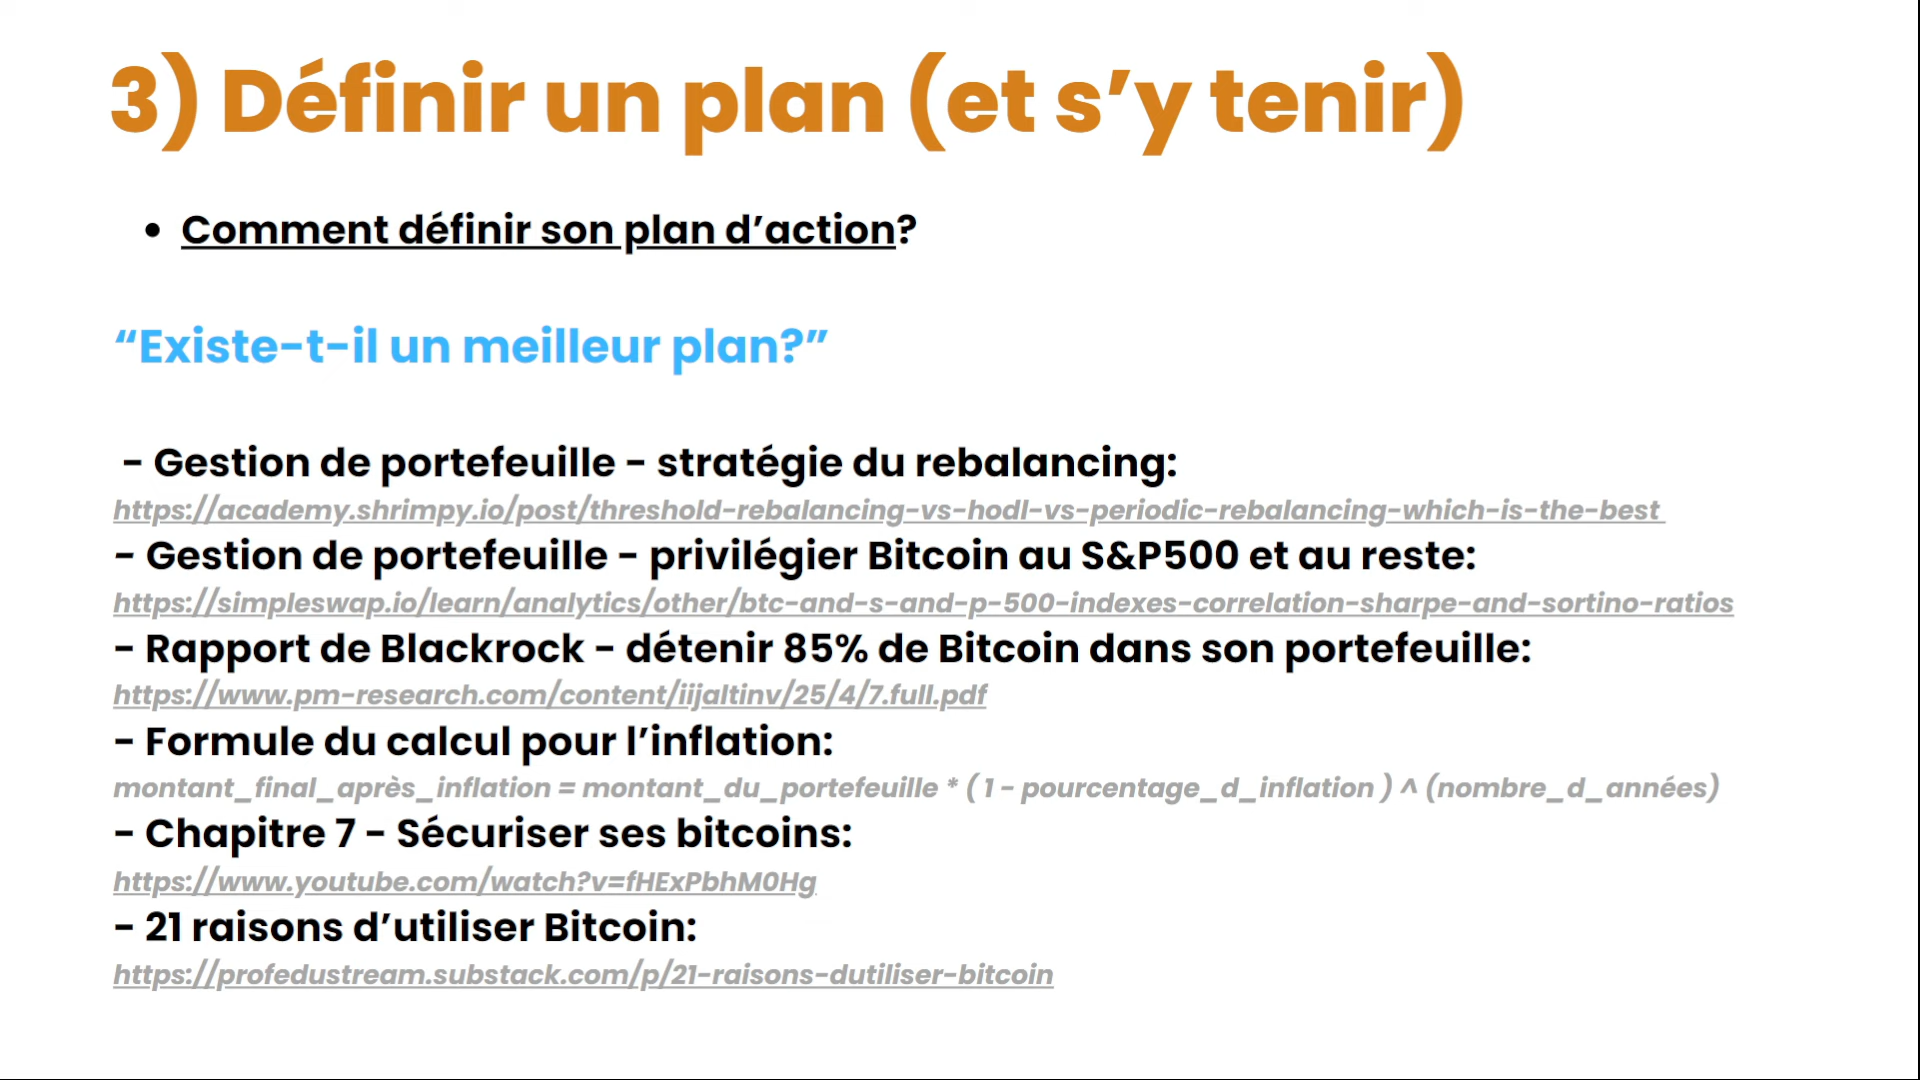 3) Définir un plan (et s’y tenir)
• Comment définir son plan d’action?
“Existe-t-il un meilleur plan?”
- Gestion de portefeuille - stratégie du rebalancing:
https://academy.shrimpy.io/post/threshold-rebalancing-vs-hodl-vs-periodic-rebalancing-which-is-the-best
- Gestion de portefeuille - privilégier Bitcoin au S&P500 et au reste:
https://simpleswap.io/learn/analytics/other/btc-and-s-and-p-500-indexes-correlation-sharpe-and-sortino-ratios
- Rapport de Blackrock - détenir 85% de Bitcoin dans son portefeuille:
https://www.pm-research.com/content/iijaltinv/25/4/7.full.pdf
- Formule du calcul pour l’inflation:
montant_final_après_inflation = montant_du_portefeuille * ( 1 - pourcentage_d_inflation ) ^ (nombre_d_années)
- Chapitre 7 - Sécuriser ses bitcoins:
https://www.youtube.com/watch?v=fHExPbhM0Hg
- 21 raisons d’utiliser Bitcoin:
https://profedustream.substack.com/p/21-raisons-dutiliser-bitcoin